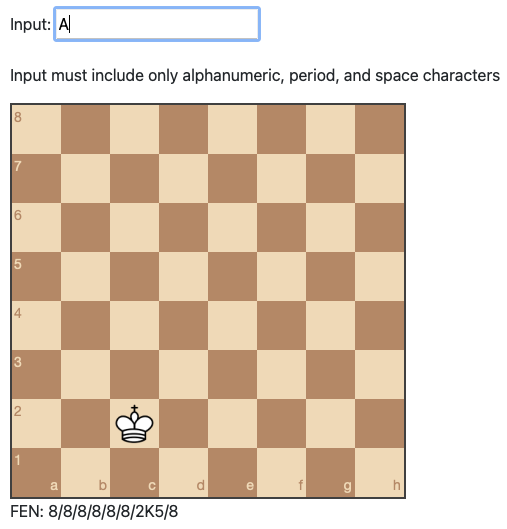 Input: A
Input must include only alphanumeric, period, and space characters
8
7
6
5
4
3
2
1
a b c d e f g h
FEN: 8/8/8/8/8/8/2K5/8